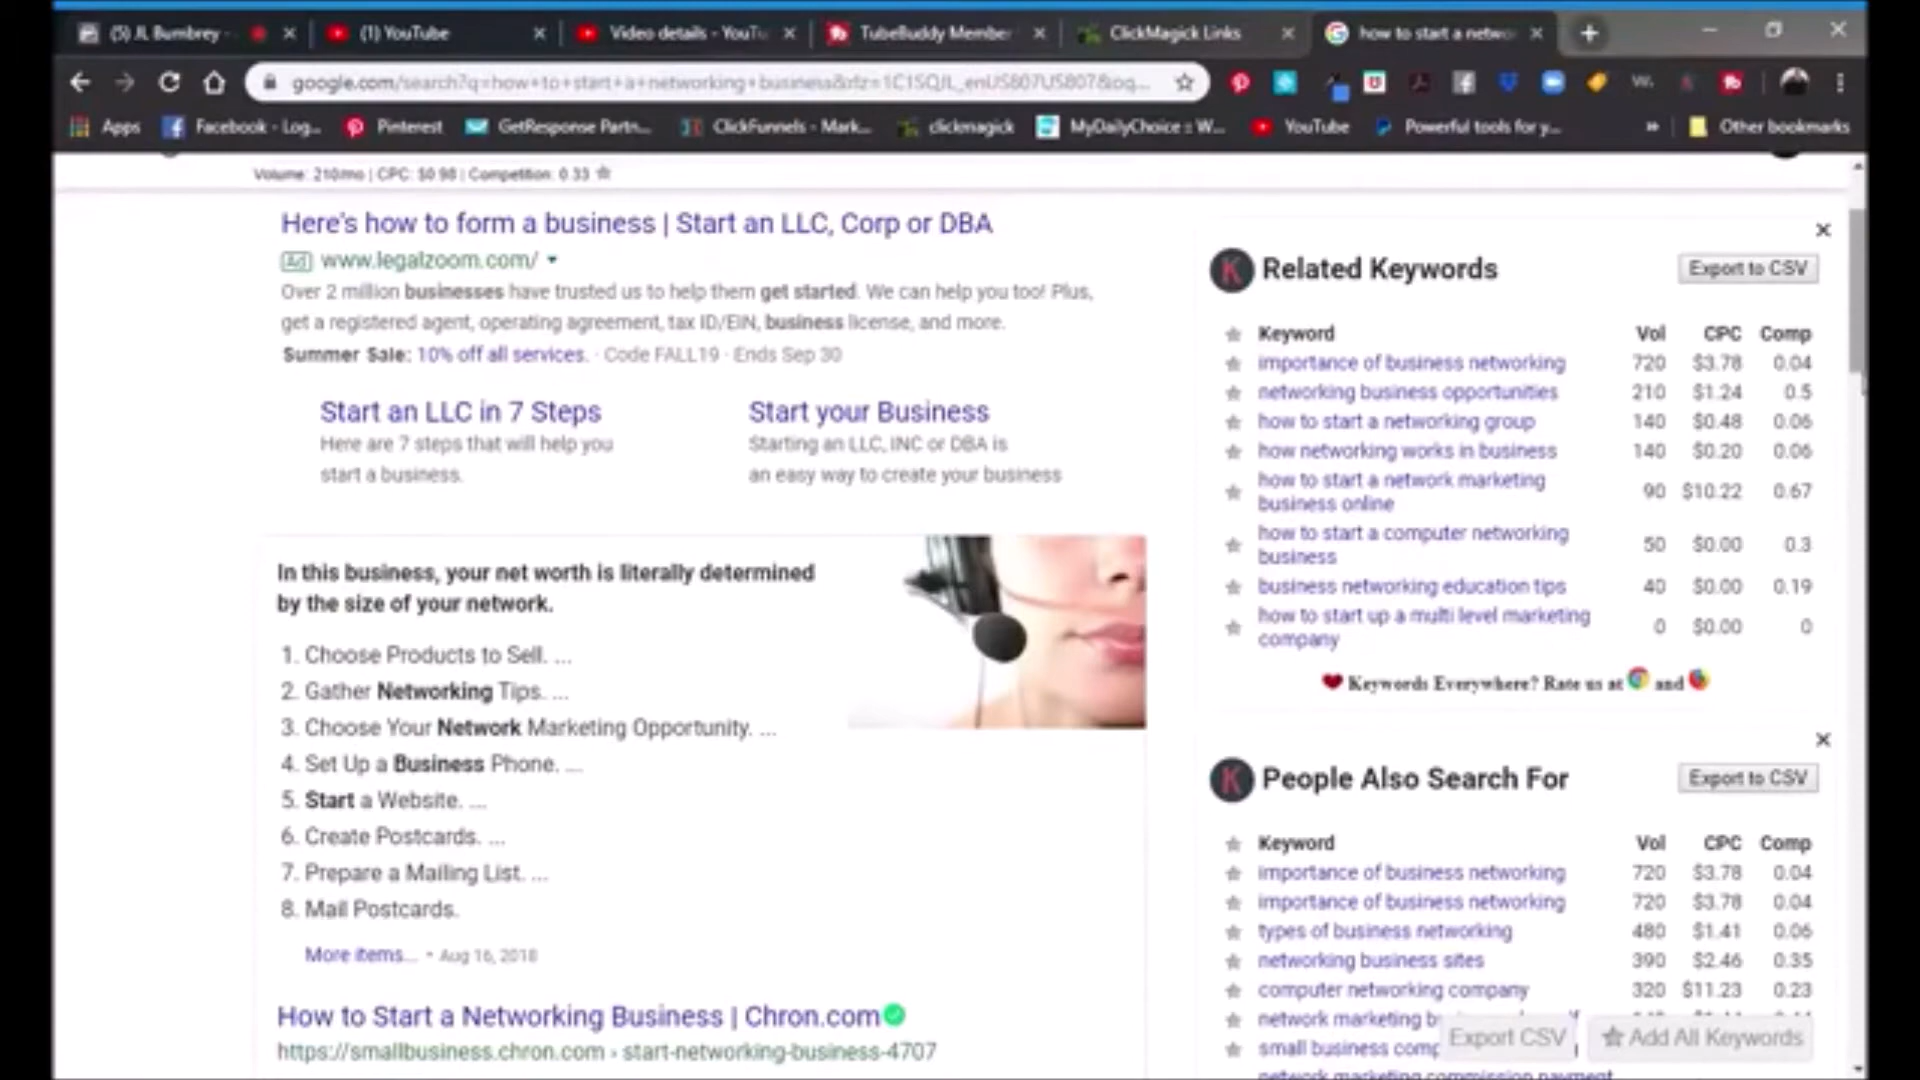 (5) JL Bumbrey -
(1) YouTube
Video details - YouTu
TubeBuddy Member
ClickMagick Links
how to start a netwo
google.com/search?q=how+to+start+a+networking+business&rlz=1C1SQJL_enUS807US807&oq...
Apps
Facebook - Log...
Pinterest
GetResponse Partn...
ClickFunnels - Mark...
clickmagick
MyDailyChoice :: W...
YouTube
Powerful tools for y...
»
Other bookmarks
Volume: 210/mo | CPC: $0.98 | Competition: 0.33
Here's how to form a business | Start an LLC, Corp or DBA
Ad www.legalzoom.com/
Over 2 million businesses have trusted us to help them get started. We can help you too! Plus,
get a registered agent, operating agreement, tax ID/EIN, business license, and more.
Summer Sale: 10% off all services. · Code FALL19 · Ends Sep 30
Start an LLC in 7 Steps
Here are 7 steps that will help you
start a business.
Start your Business
Starting an LLC, INC or DBA is
an easy way to create your business
In this business, your net worth is literally determined
by the size of your network.
1. Choose Products to Sell. ...
2. Gather Networking Tips. ...
3. Choose Your Network Marketing Opportunity. ...
4. Set Up a Business Phone. ...
5. Start a Website. ...
6. Create Postcards. ...
7. Prepare a Mailing List. ...
8. Mail Postcards.
More items... • Aug 16, 2018
How to Start a Networking Business | Chron.com
https://smallbusiness.chron.com › start-networking-business-4707
K Related Keywords Export to CSV
Keyword Vol CPC Comp
importance of business networking 720 $3.78 0.04
networking business opportunities 210 $1.24 0.5
how to start a networking group 140 $0.48 0.06
how networking works in business 140 $0.20 0.06
how to start a network marketing
business online 90 $10.22 0.67
how to start a computer networking
business 50 $0.00 0.3
business networking education tips 40 $0.00 0.19
how to start up a multi level marketing
company 0 $0.00 0
Keywords Everywhere? Rate us at and
K People Also Search For Export to CSV
Keyword Vol CPC Comp
importance of business networking 720 $3.78 0.04
importance of business networking 720 $3.78 0.04
types of business networking 480 $1.41 0.06
networking business sites 390 $2.46 0.35
computer networking company 320 $11.23 0.23
network marketing b
small business comp
network marketing commission payment
Export CSV
Add All Keywords